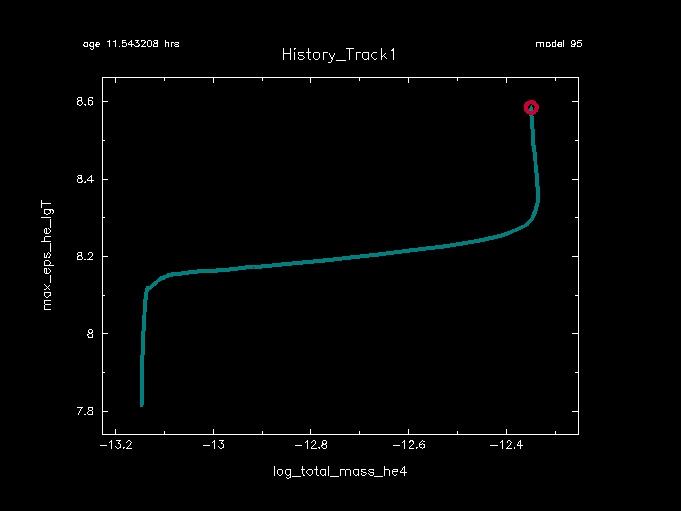 age 11.543208 hrs
model 95
History_Track1
8.6
8.4
8.2
8
7.8
max_eps_he_lgT
-13.2
-13
-12.8
-12.6
-12.4
log_total_mass_he4